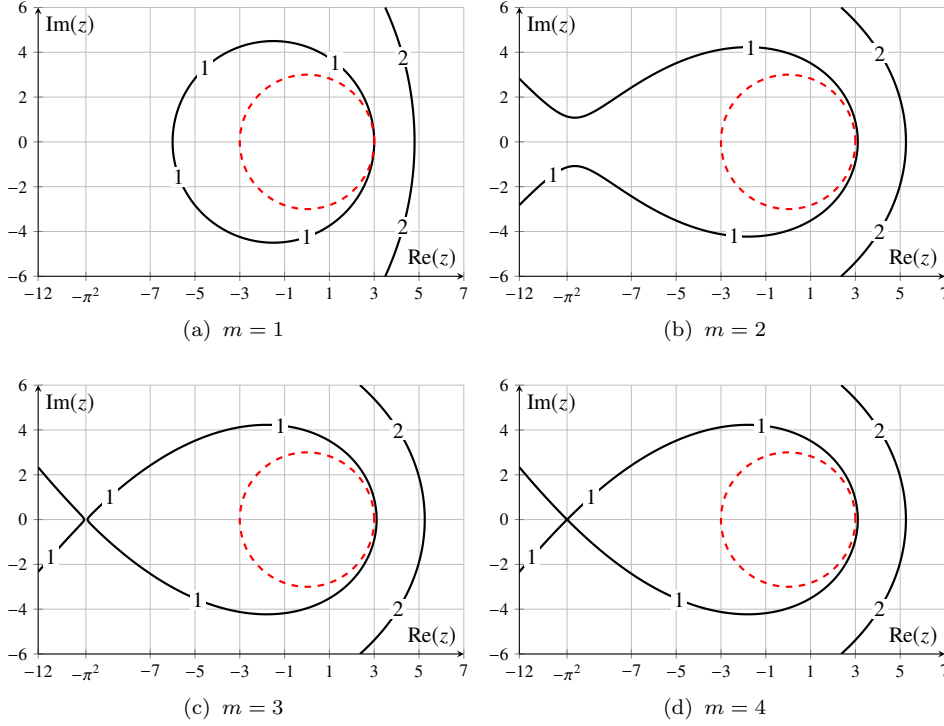 6
Im(z)
4
2
0
−2
−4
−6
−12 −π² −7 −5 −3 −1 1 3 5 7
Re(z)
1 1 1 1 2 2
(a) m = 1
6
Im(z)
4
2
0
−2
−4
−6
−12 −π² −7 −5 −3 −1 1 3 5 7
Re(z)
1 1 1 2 2
(b) m = 2
6
Im(z)
4
2
0
−2
−4
−6
−12 −π² −7 −5 −3 −1 1 3 5 7
Re(z)
1 1 1 1 2 2
(c) m = 3
6
Im(z)
4
2
0
−2
−4
−6
−12 −π² −7 −5 −3 −1 1 3 5 7
Re(z)
1 1 1 1 2 2
(d) m = 4